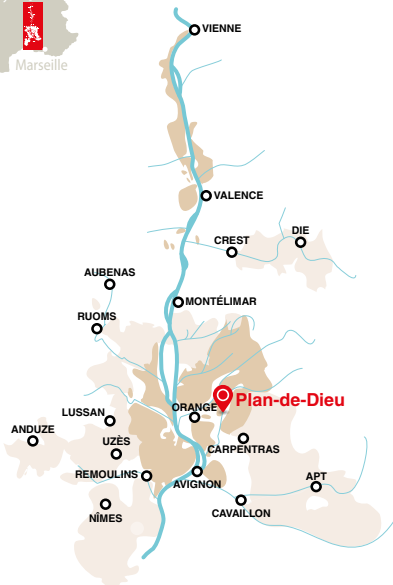 VIENNE
Marseille
VALENCE
DIE
CREST
AUBENAS
MONTÉLIMAR
RUOMS
Plan-de-Dieu
ORANGE
LUSSAN
ANDUZE
UZÈS
CARPENTRAS
REMOULINS
APT
AVIGNON
CAVAILLON
NÎMES